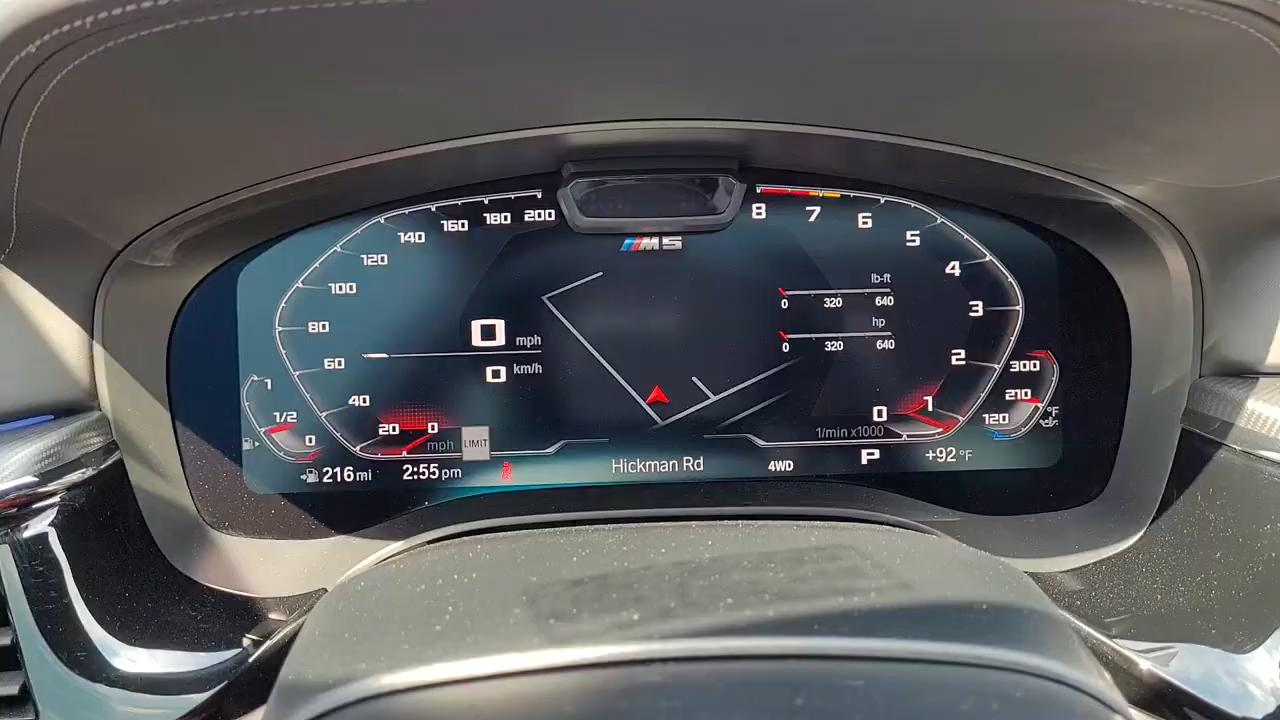 200
180
160
140
120
100
80
60
40
20
0
mph
LIMIT
0 mph
0 km/h
1
1/2
0
216 mi
2:55 pm
M5
Hickman Rd
4WD
lb-ft
0 320 640
hp
0 320 640
8
7
6
5
4
3
2
1
0
1/min x1000
P
+92 °F
300
210
120
°F